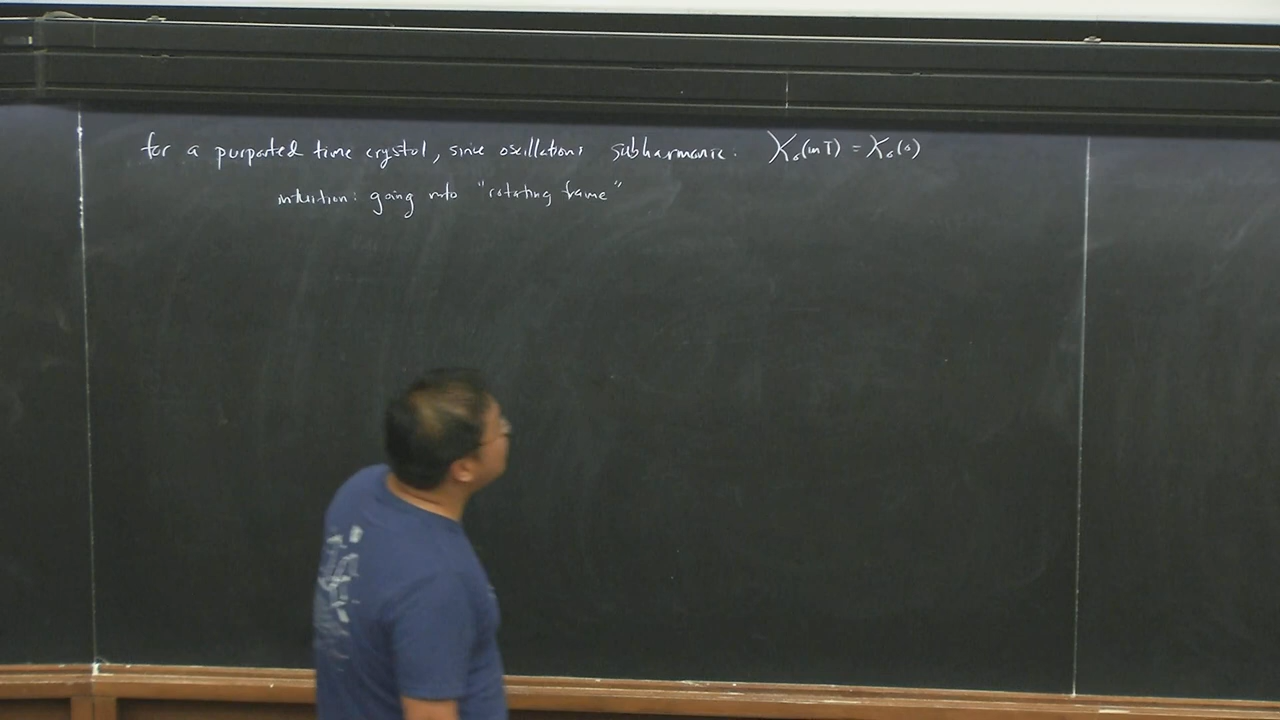 for a purported time crystal, since oscillations subharmonic. X₀(mT) = X₀(0)
intuition: going into "rotating frame"